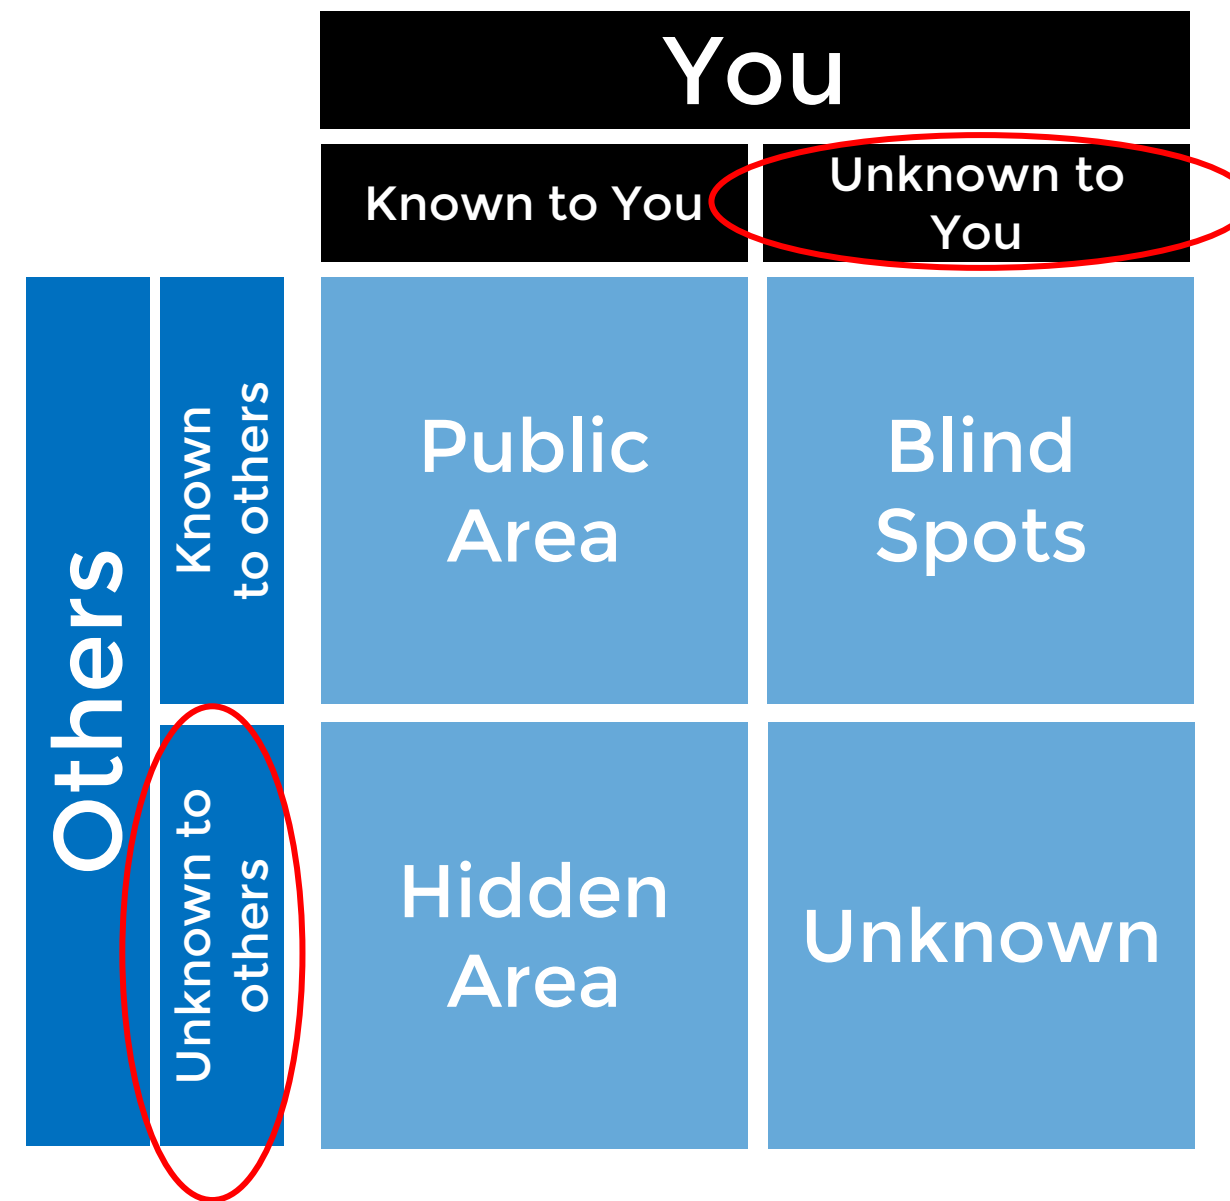 You
Known to You
Unknown to
You
Others
Known
to others
Public
Area
Blind
Spots
Unknown to
others
Hidden
Area
Unknown